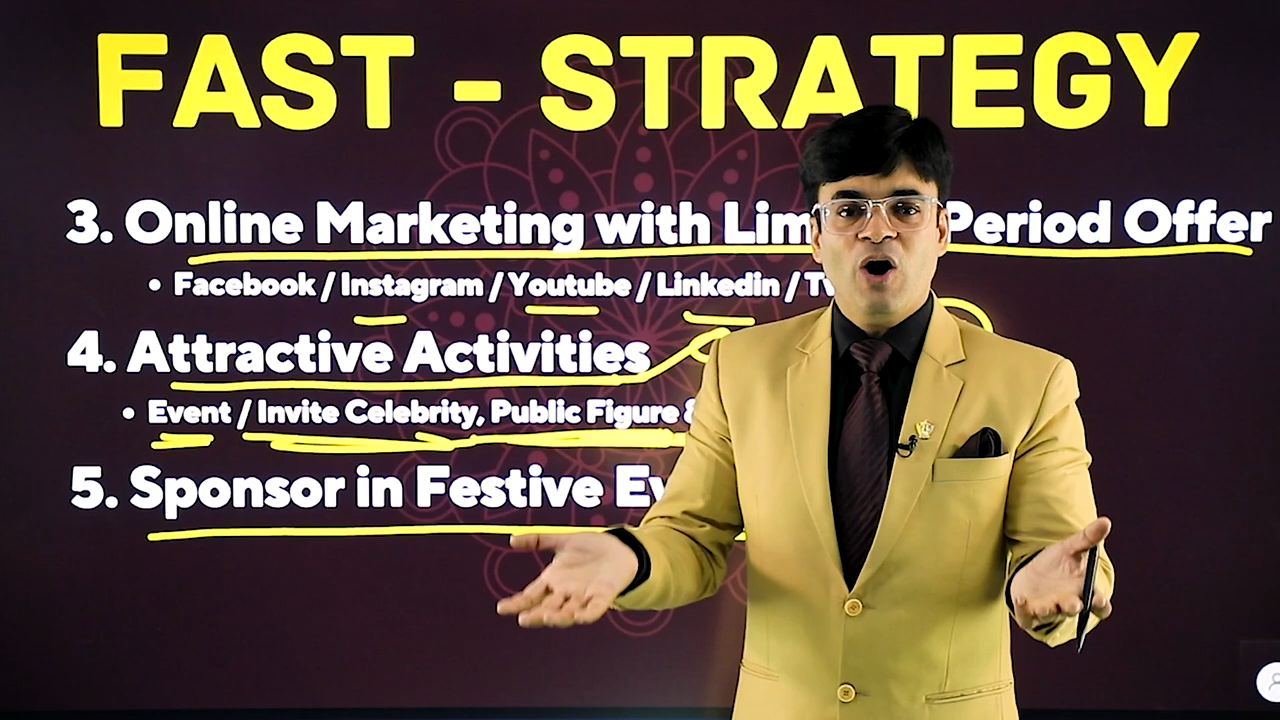 FAST - STRATEGY
3. Online Marketing with Period Offer
• Facebook / Instagram / Youtube / Linkedin /
4. Attractive Activities
• Event / Invite Celebrity, Public Figure &
5. Sponsor in Festive